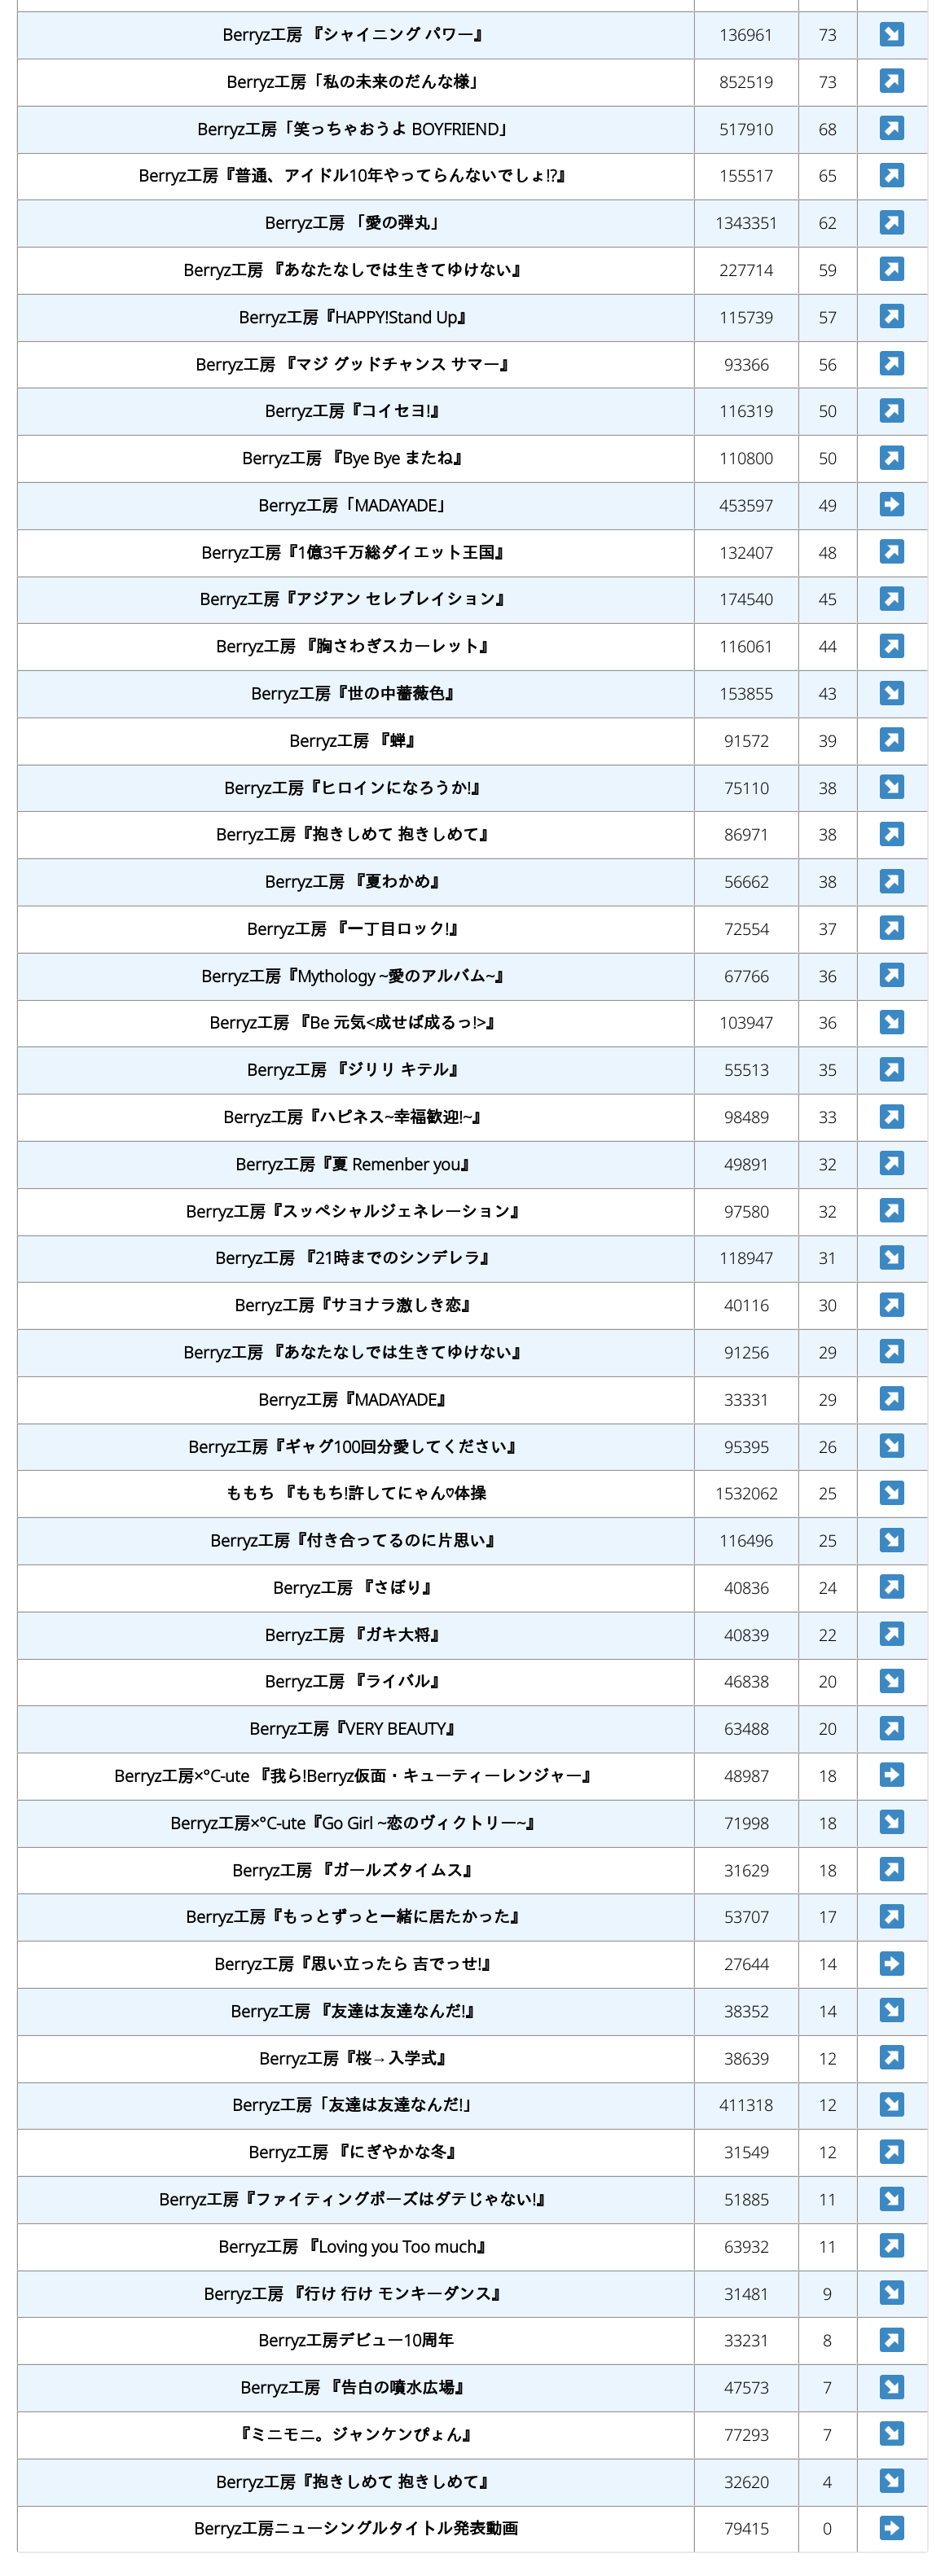 Berryz工房 『シャイニング パワー』 136961 73 ↘
Berryz工房「私の未来のだんな様」 852519 73 ↗
Berryz工房「笑っちゃおうよ BOYFRIEND」 517910 68 ↗
Berryz工房『普通、アイドル10年やってらんないでしょ!?』 155517 65 ↗
Berryz工房 「愛の弾丸」 1343351 62 ↗
Berryz工房 『あなたなしでは生きてゆけない』 227714 59 ↗
Berryz工房『HAPPY!Stand Up』 115739 57 ↗
Berryz工房 『マジ グッドチャンス サマー』 93366 56 ↗
Berryz工房『コイセヨ!』 116319 50 ↗
Berryz工房 『Bye Bye またね』 110800 50 ↗
Berryz工房「MADAYADE」 453597 49 ➡
Berryz工房『1億3千万総ダイエット王国』 132407 48 ↗
Berryz工房『アジアン セレブレイション』 174540 45 ↗
Berryz工房 『胸さわぎスカーレット』 116061 44 ↗
Berryz工房『世の中薔薇色』 153855 43 ↘
Berryz工房 『蝉』 91572 39 ↗
Berryz工房『ヒロインになろうか!』 75110 38 ↘
Berryz工房『抱きしめて 抱きしめて』 86971 38 ↗
Berryz工房 『夏わかめ』 56662 38 ↗
Berryz工房 『一丁目ロック!』 72554 37 ↗
Berryz工房『Mythology ~愛のアルバム~』 67766 36 ↗
Berryz工房 『Be 元気<成せば成るっ!>』 103947 36 ↘
Berryz工房 『ジリリ キテル』 55513 35 ↗
Berryz工房『ハピネス~幸福歓迎!~』 98489 33 ↗
Berryz工房『夏 Remenber you』 49891 32 ↗
Berryz工房『スッペシャルジェネレーション』 97580 32 ↗
Berryz工房 『21時までのシンデレラ』 118947 31 ↘
Berryz工房『サヨナラ激しき恋』 40116 30 ↗
Berryz工房 『あなたなしでは生きてゆけない』 91256 29 ↗
Berryz工房『MADAYADE』 33331 29 ↗
Berryz工房『ギャグ100回分愛してください』 95395 26 ↘
ももち 『ももち!許してにゃん♡体操 1532062 25 ↘
Berryz工房『付き合ってるのに片思い』 116496 25 ↘
Berryz工房 『さぼり』 40836 24 ↗
Berryz工房 『ガキ大将』 40839 22 ↗
Berryz工房 『ライバル』 46838 20 ↘
Berryz工房『VERY BEAUTY』 63488 20 ↗
Berryz工房×°C-ute 『我ら!Berryz仮面・キューティーレンジャー』 48987 18 ➡
Berryz工房×°C-ute『Go Girl ~恋のヴィクトリー~』 71998 18 ↘
Berryz工房 『ガールズタイムス』 31629 18 ↗
Berryz工房『もっとずっと一緒に居たかった』 53707 17 ↗
Berryz工房『思い立ったら 吉でっせ!』 27644 14 ➡
Berryz工房 『友達は友達なんだ!』 38352 14 ↘
Berryz工房『桜→入学式』 38639 12 ↗
Berryz工房「友達は友達なんだ!」 411318 12 ↘
Berryz工房 『にぎやかな冬』 31549 12 ↗
Berryz工房『ファイティングポーズはダテじゃない!』 51885 11 ↘
Berryz工房 『Loving you Too much』 63932 11 ↗
Berryz工房 『行け 行け モンキーダンス』 31481 9 ↘
Berryz工房デビュー10周年 33231 8 ↗
Berryz工房 『告白の噴水広場』 47573 7 ↘
『ミニモニ。ジャンケンぴょん』 77293 7 ↘
Berryz工房『抱きしめて 抱きしめて』 32620 4 ↘
Berryz工房ニューシングルタイトル発表動画 79415 0 ➡